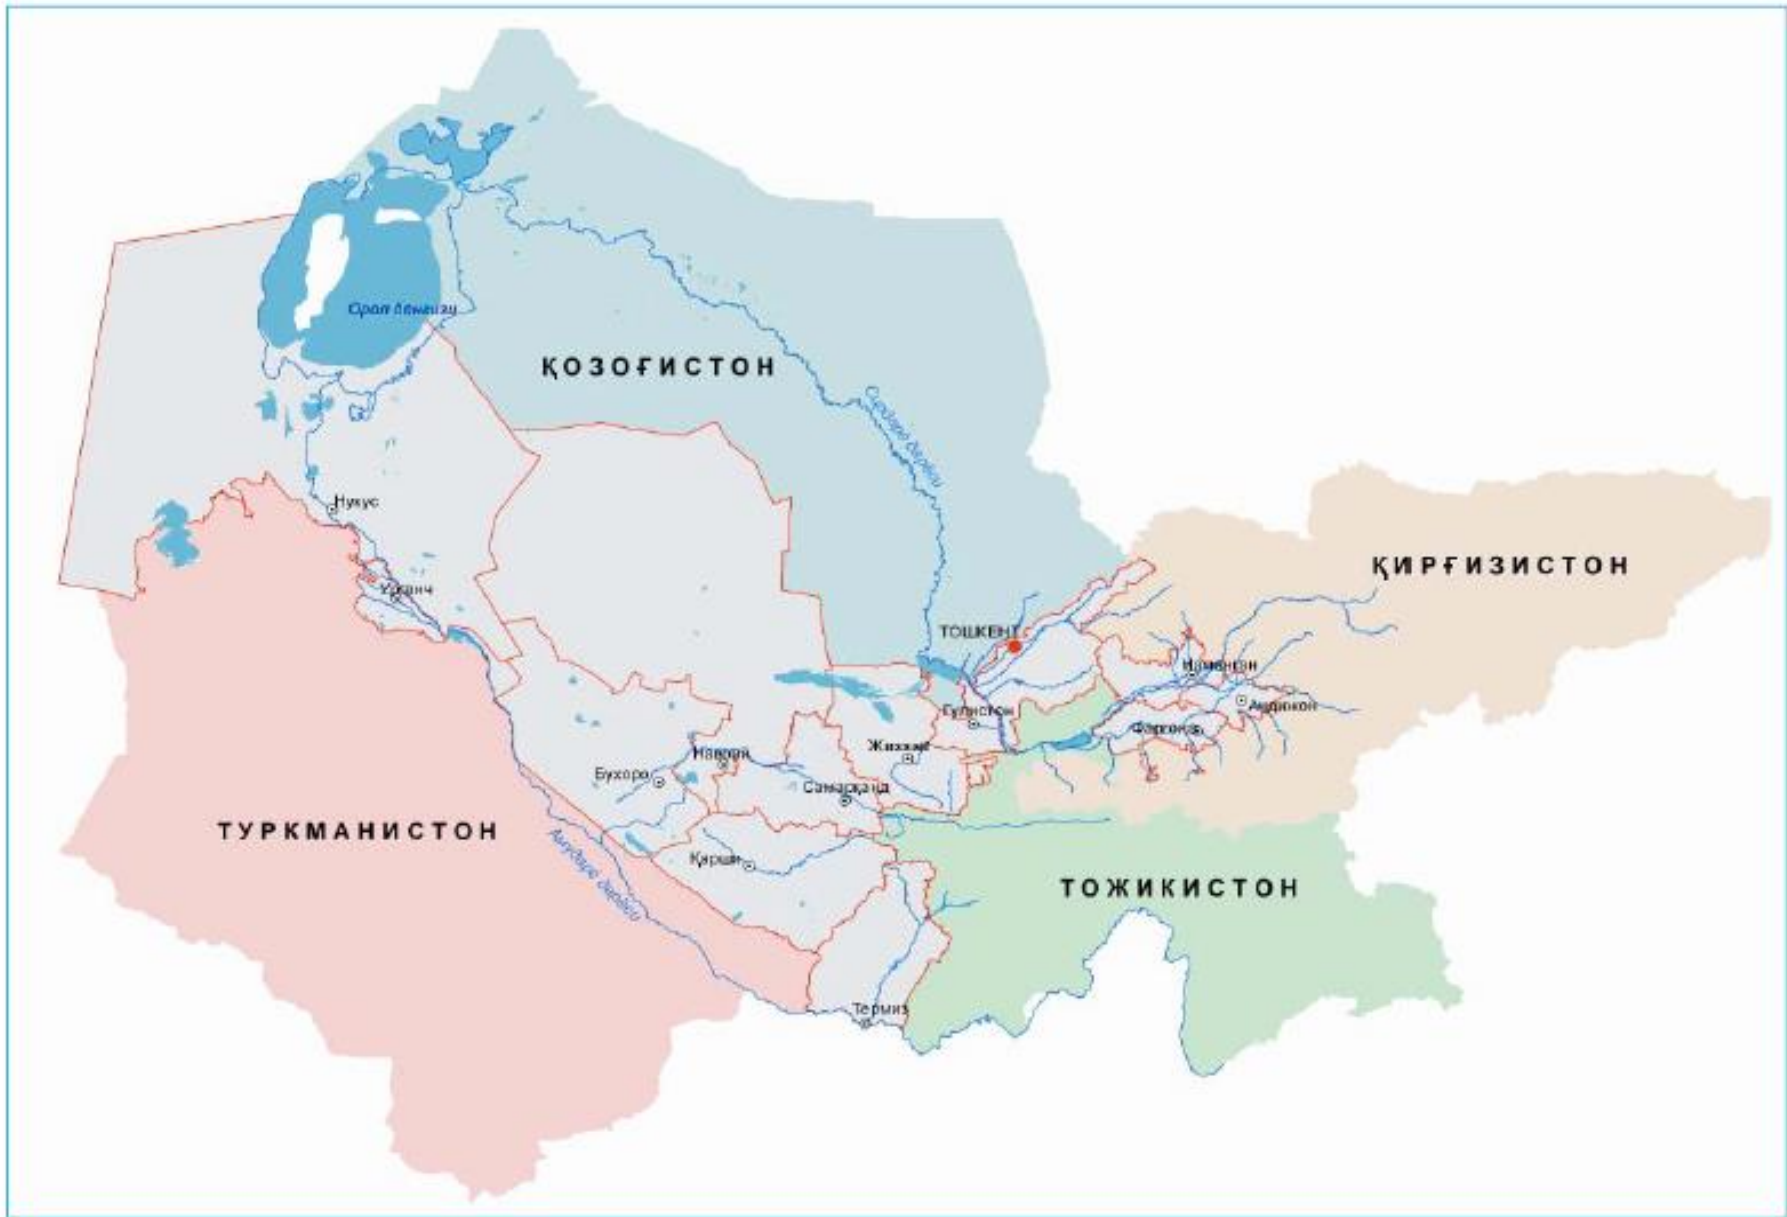 Орол денгизи
ҚОЗОҒИСТОН
Сирдарё дарёси
Нукус
ҚИРҒИЗИСТОН
Урганч
ТОШКЕНТ
Наманган
Андижон
Гулистон
Фарғона
Жиззах
Навоий
Бухоро
Самарқанд
ТУРКМАНИСТОН
Амударё дарёси
Қарши
ТОЖИКИСТОН
Термиз